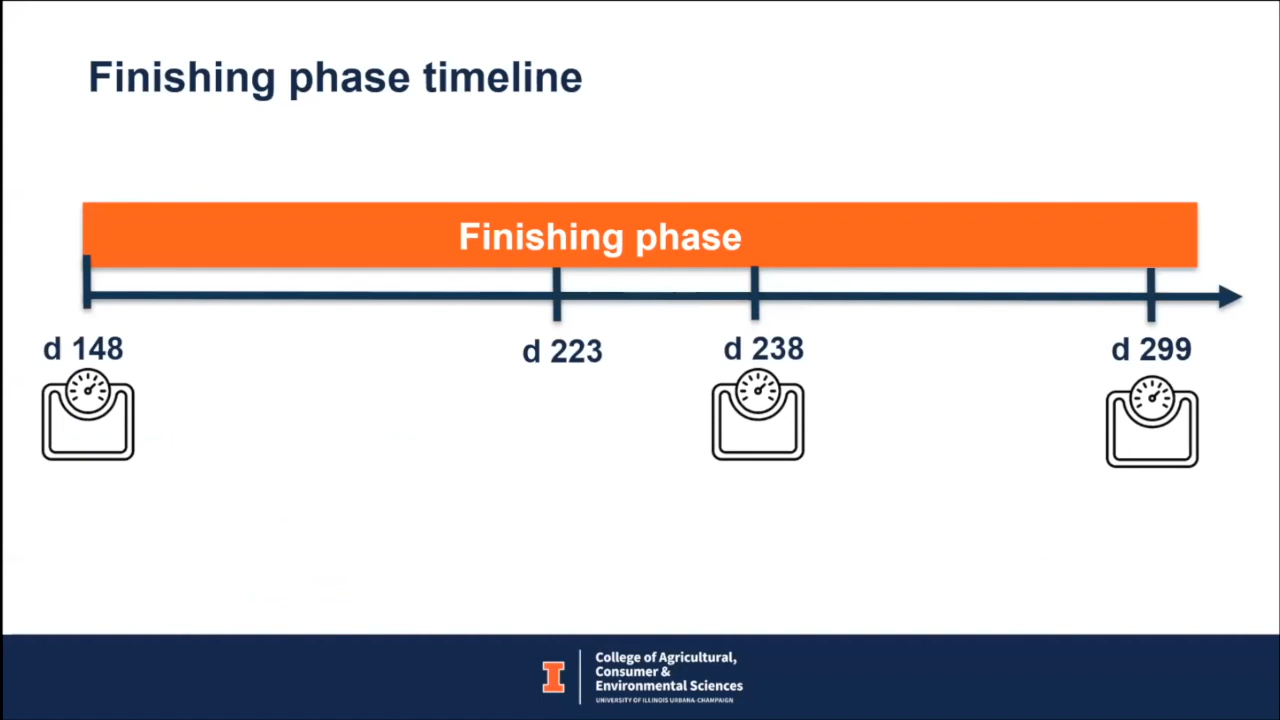 Finishing phase timeline
Finishing phase
d 148
d 223
d 238
d 299
I
College of Agricultural,
Consumer &
Environmental Sciences
UNIVERSITY OF ILLINOIS URBANA-CHAMPAIGN